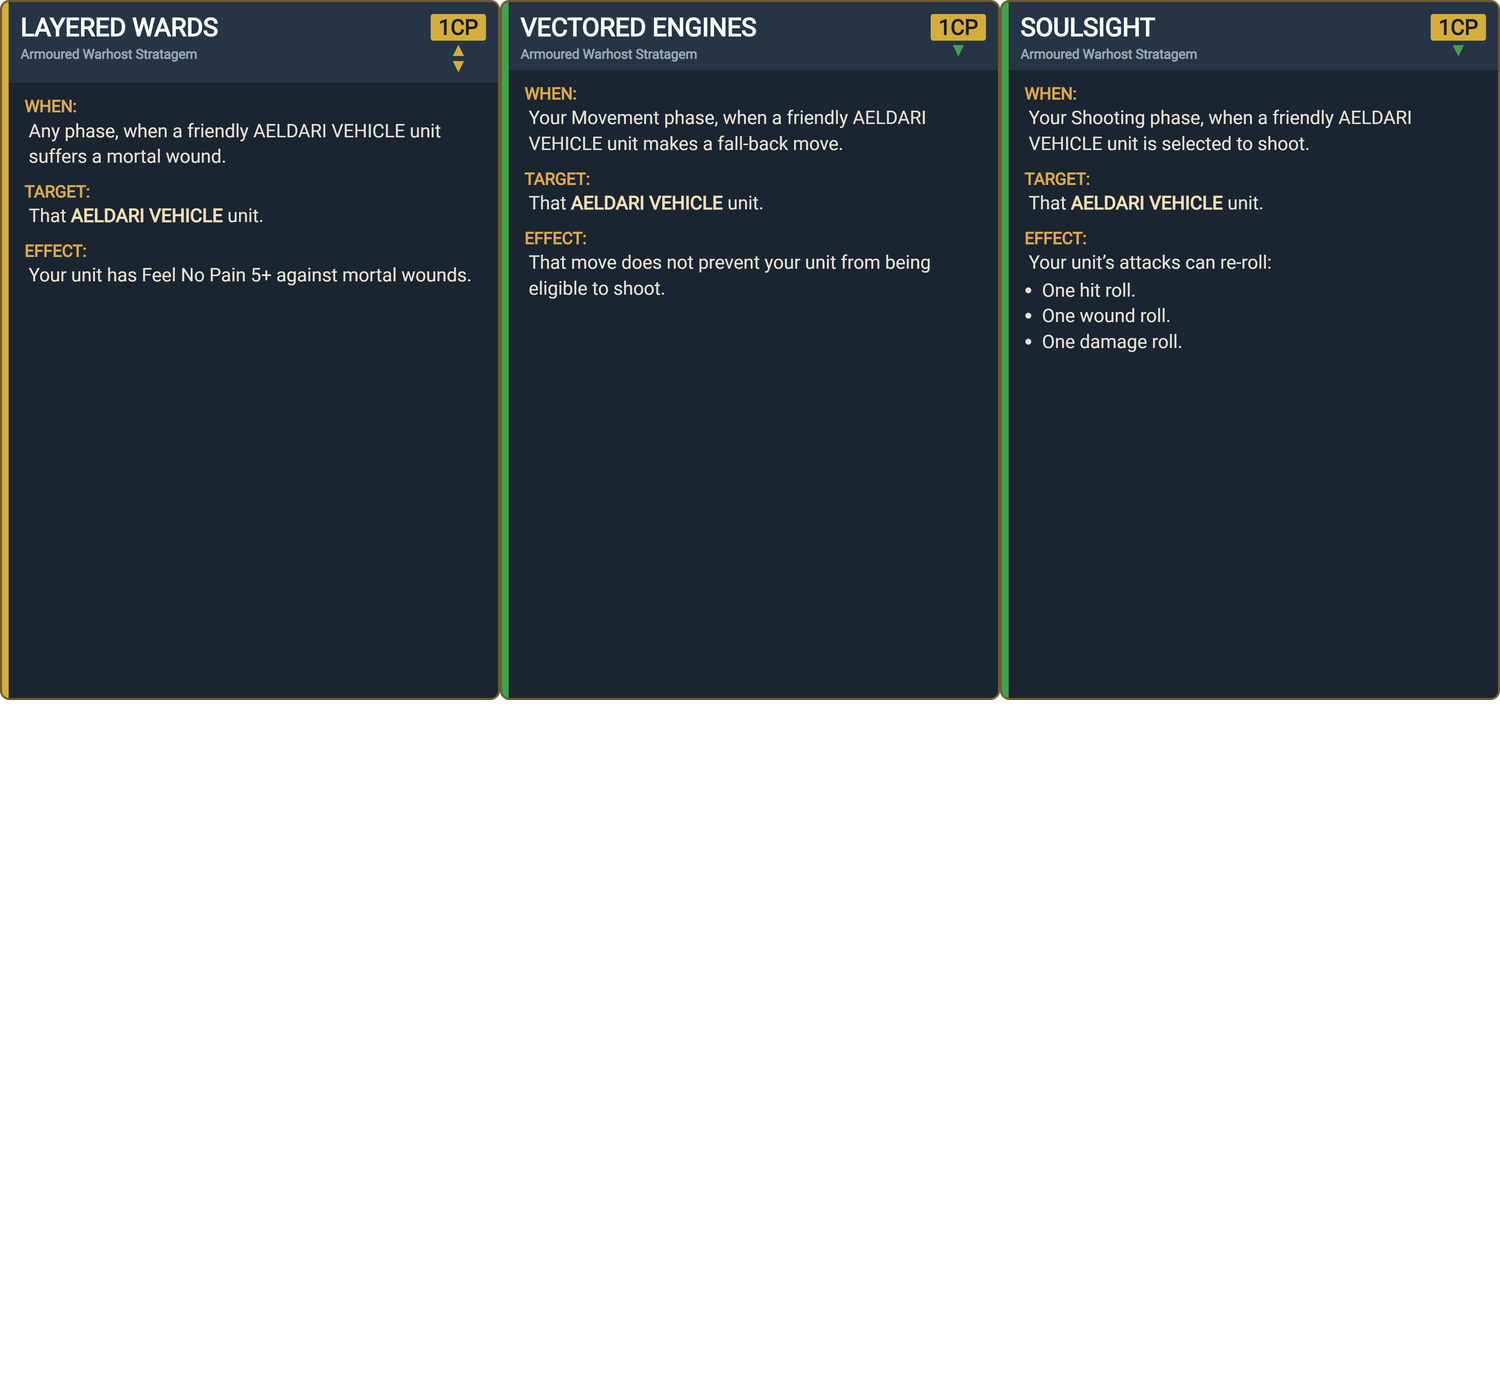 LAYERED WARDS
1CP
Armoured Warhost Stratagem
WHEN:
Any phase, when a friendly AELDARI VEHICLE unit
suffers a mortal wound.
TARGET:
That AELDARI VEHICLE unit.
EFFECT:
Your unit has Feel No Pain 5+ against mortal wounds.
VECTORED ENGINES
1CP
Armoured Warhost Stratagem
WHEN:
Your Movement phase, when a friendly AELDARI
VEHICLE unit makes a fall-back move.
TARGET:
That AELDARI VEHICLE unit.
EFFECT:
That move does not prevent your unit from being
eligible to shoot.
SOULSIGHT
1CP
Armoured Warhost Stratagem
WHEN:
Your Shooting phase, when a friendly AELDARI
VEHICLE unit is selected to shoot.
TARGET:
That AELDARI VEHICLE unit.
EFFECT:
Your unit’s attacks can re-roll:
• One hit roll.
• One wound roll.
• One damage roll.